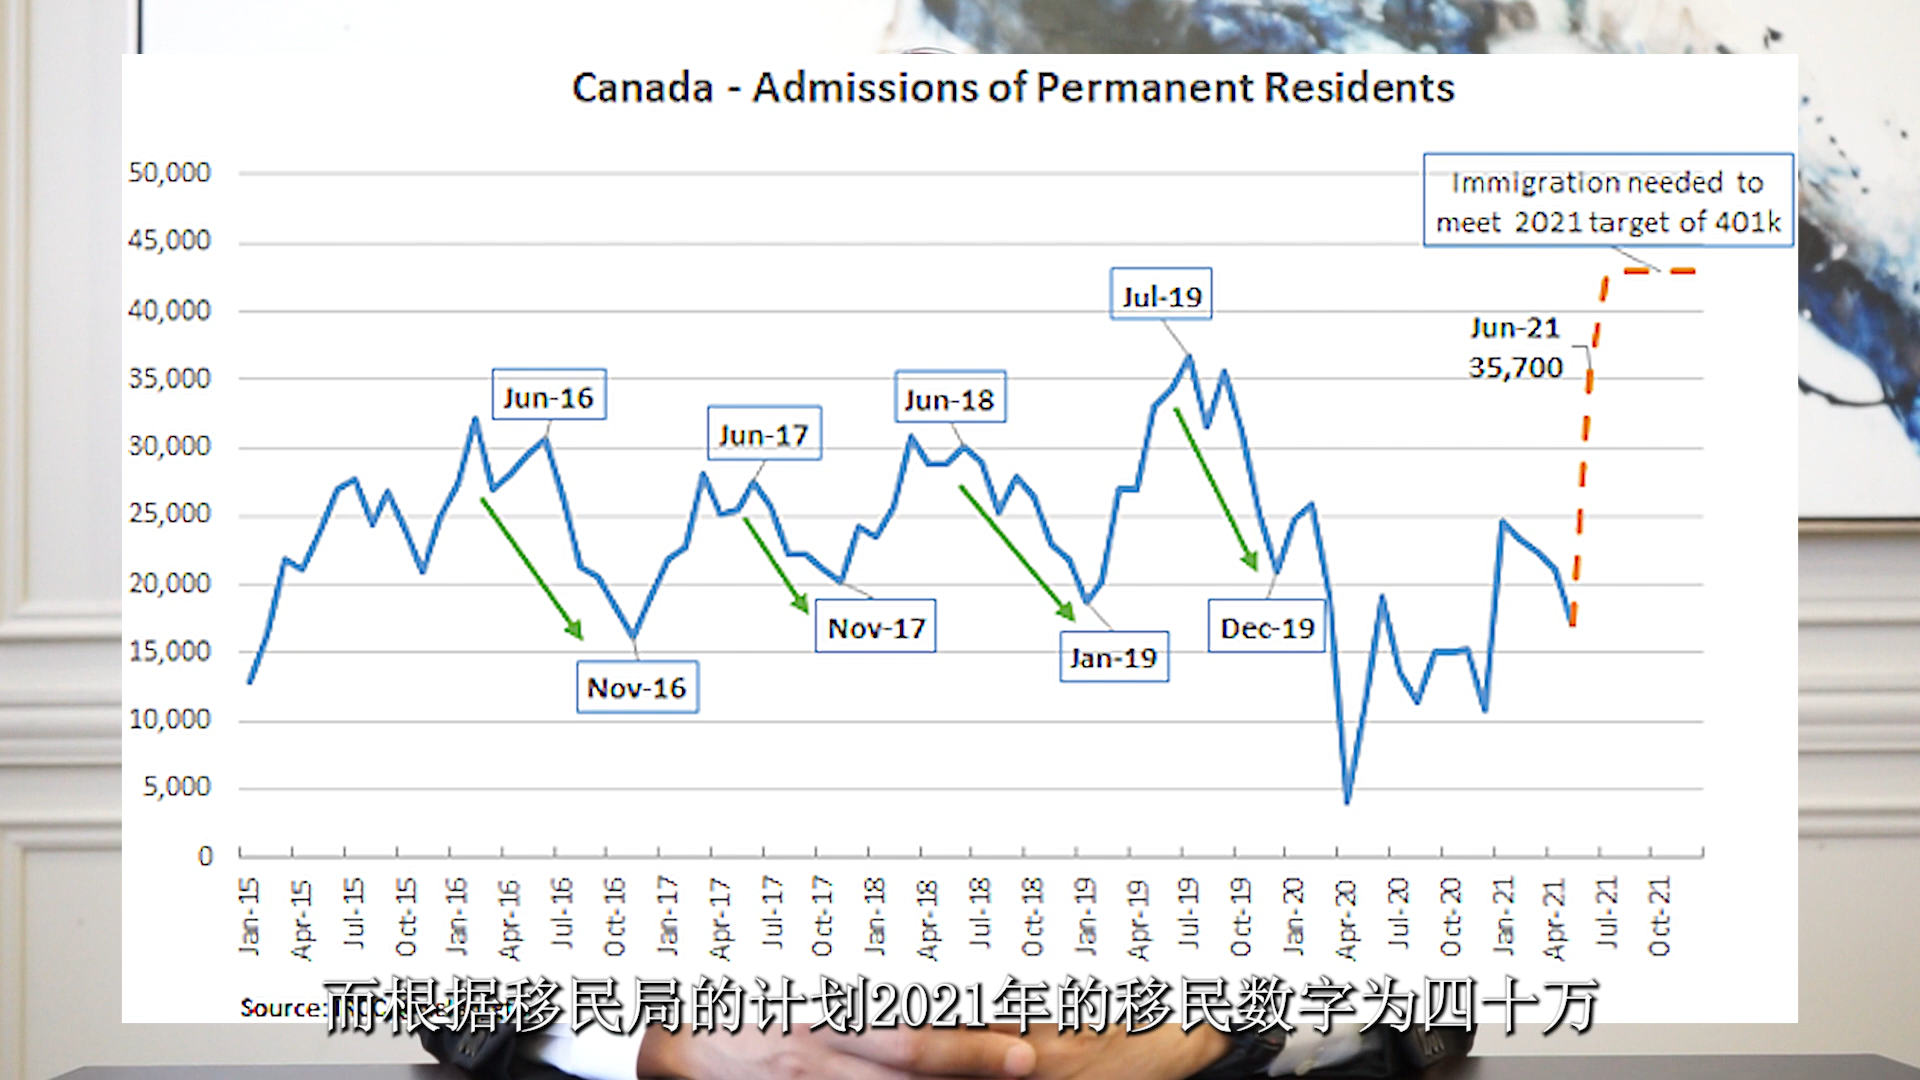 Canada - Admissions of Permanent Residents
50,000
45,000
40,000
35,000
30,000
25,000
20,000
15,000
10,000
5,000
0
Immigration needed to
meet 2021 target of 401k
Jul-19
Jun-21
35,700
Jun-16
Jun-18
Jun-17
Nov-17
Dec-19
Jan-19
Nov-16
Jan-15
Apr-15
Jul-15
Oct-15
Jan-16
Apr-16
Jul-16
Oct-16
Jan-17
Apr-17
Jul-17
Oct-17
Jan-18
Apr-18
Jul-18
Oct-18
Jan-19
Apr-19
Jul-19
Oct-19
Jan-20
Apr-20
Jul-20
Oct-20
Jan-21
Apr-21
Jul-21
Oct-21
Source:
而根据移民局的计划2021年的移民数字为四十万